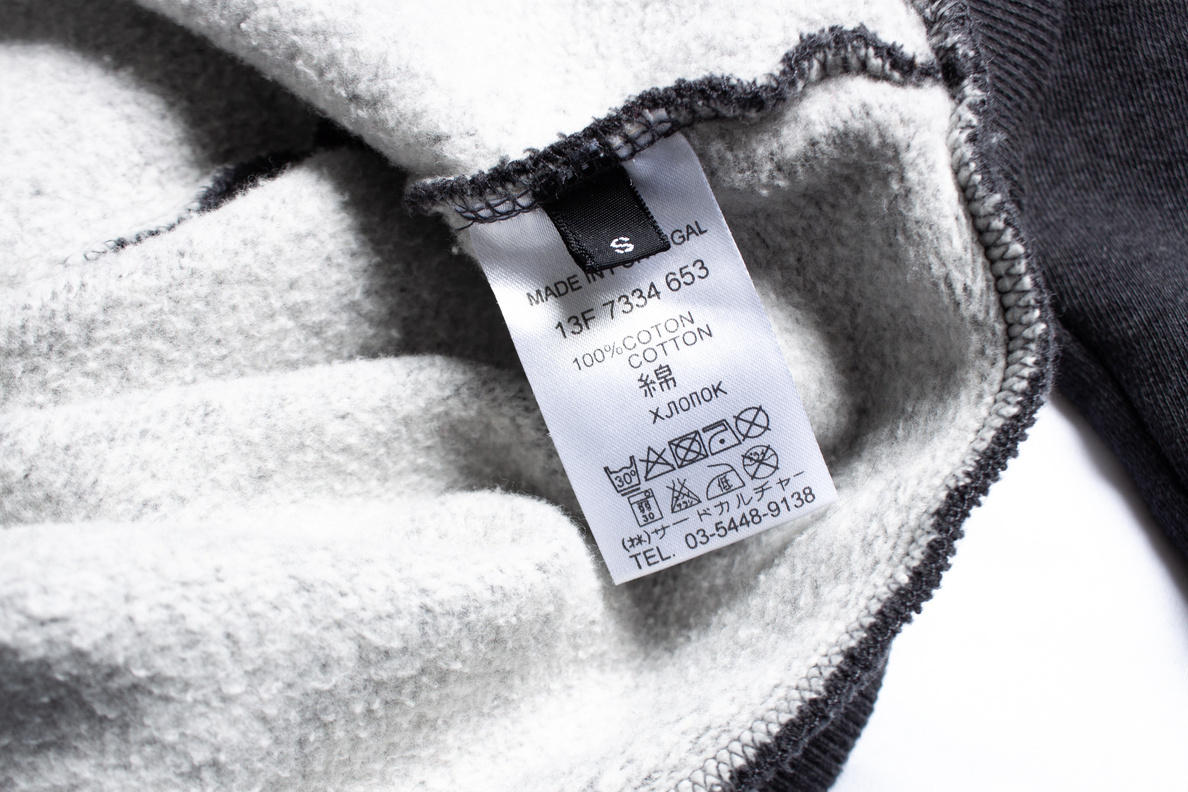 S
MADE IN PORTUGAL
13F 7334 653
100%COTON
COTTON
綿
ХЛОПОК
30°
30
低
(株)サードカルチャー
TEL. 03-5448-9138